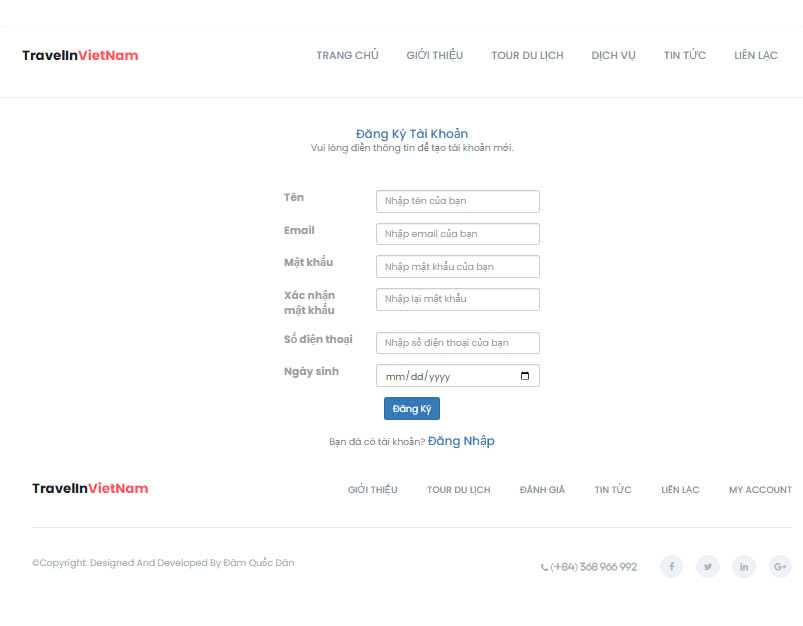 TravelInVietNam
TRANG CHỦ GIỚI THIỆU TOUR DU LỊCH DỊCH VỤ TIN TỨC LIÊN LẠC
Đăng Ký Tài Khoản
Vui lòng điền thông tin để tạo tài khoản mới.
Tên
Nhập tên của bạn
Email
Nhập email của bạn
Mật khẩu
Nhập mật khẩu của bạn
Xác nhận
mật khẩu
Nhập lại mật khẩu
Số điện thoại
Nhập số điện thoại của bạn
Ngày sinh
mm/dd/yyyy
Đăng Ký
Bạn đã có tài khoản? Đăng Nhập
TravelInVietNam
GIỚI THIỆU TOUR DU LỊCH ĐÁNH GIÁ TIN TỨC LIÊN LẠC MY ACCOUNT
©Copyright. Designed And Developed By Đàm Quốc Dân
(+84) 368 966 992